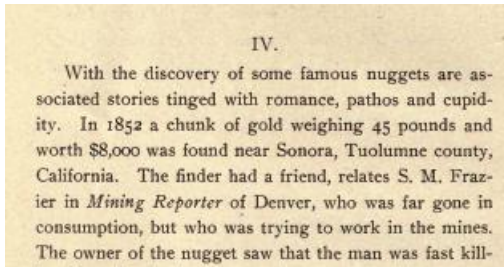 IV.
With the discovery of some famous nuggets are as-
sociated stories tinged with romance, pathos and cupid-
ity. In 1852 a chunk of gold weighing 45 pounds and
worth $8,000 was found near Sonora, Tuolumne county,
California. The finder had a friend, relates S. M. Fraz-
ier in Mining Reporter of Denver, who was far gone in
consumption, but who was trying to work in the mines.
The owner of the nugget saw that the man was fast kill-